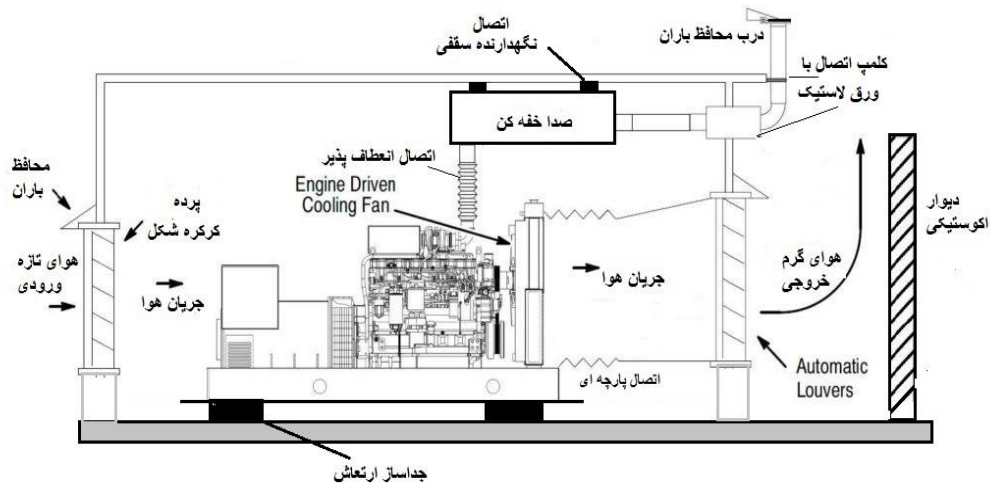 اتصال
نگهدارنده سقفی
درب محافظ باران
کلمپ اتصال با
ورق لاستیک
صدا خفه کن
اتصال انعطاف پذیر
Engine Driven
Cooling Fan
محافظ
باران
پرده
کرکره شکل
هوای تازه
ورودی
جریان هوا
جریان هوا
هوای گرم
خروجی
دیوار
اکوستیکی
اتصال پارچه ای
Automatic
Louvers
جداساز ارتعاش